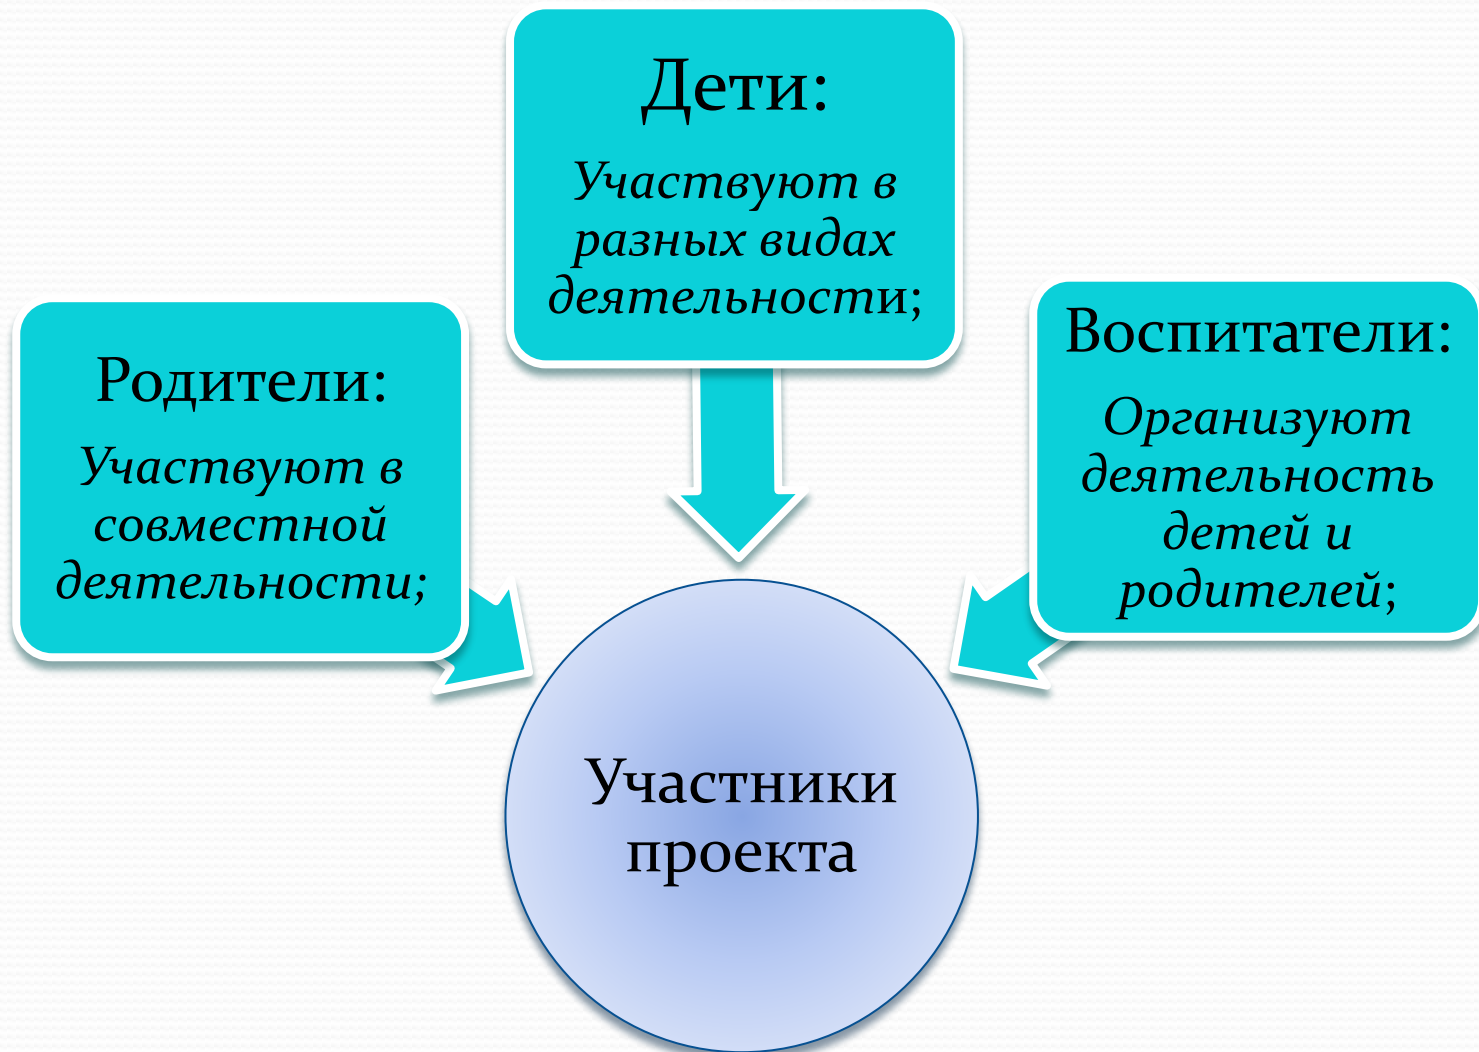 Дети:
Участвуют в
разных видах
деятельности;
Родители:
Участвуют в
совместной
деятельности;
Воспитатели:
Организуют
деятельность
детей и
родителей;
Участники
проекта